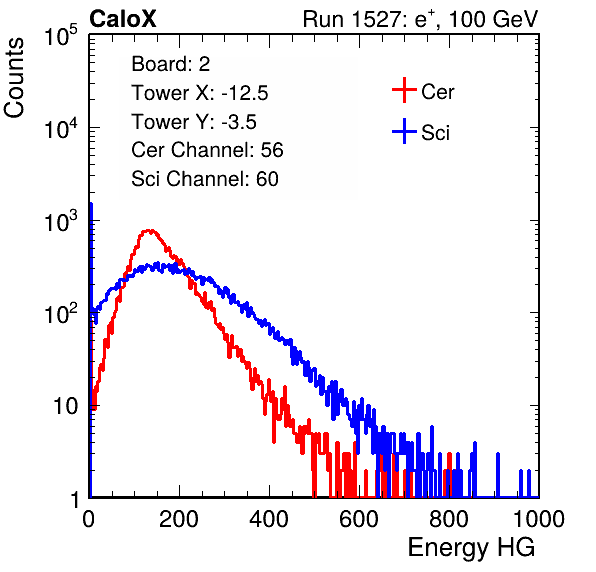 CaloX Run 1527: e⁺, 100 GeV
Counts
Board: 2
Tower X: -12.5
Tower Y: -3.5
Cer Channel: 56
Sci Channel: 60
Cer
Sci
10⁵
10⁴
10³
10²
10
1
0 200 400 600 800 1000
Energy HG